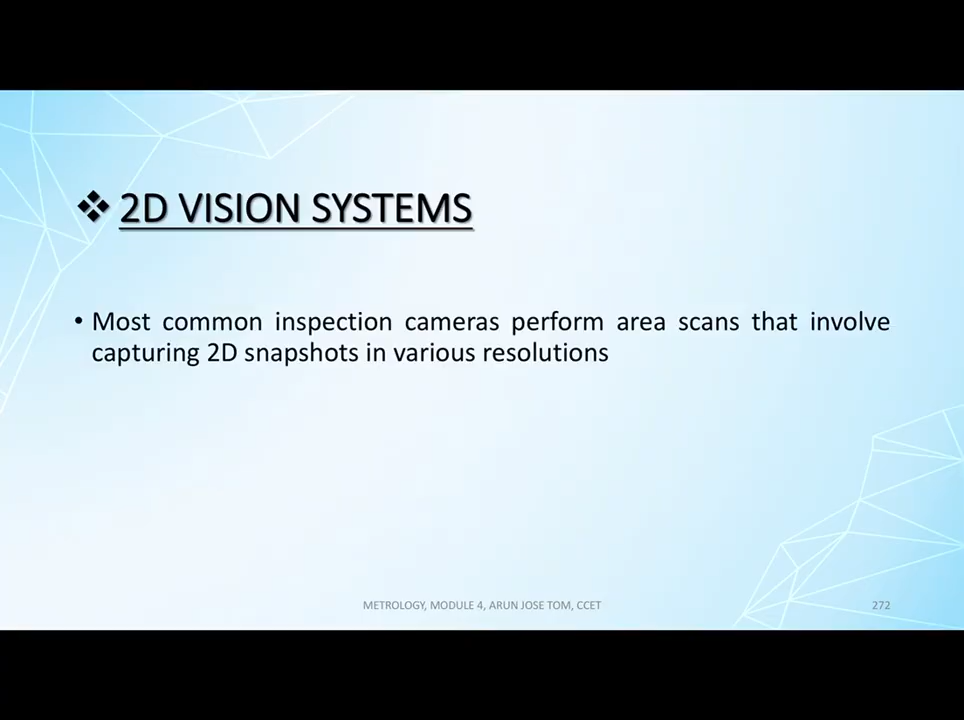 ❖ 2D VISION SYSTEMS
• Most common inspection cameras perform area scans that involve
capturing 2D snapshots in various resolutions
METROLOGY, MODULE 4, ARUN JOSE TOM, CCET
272